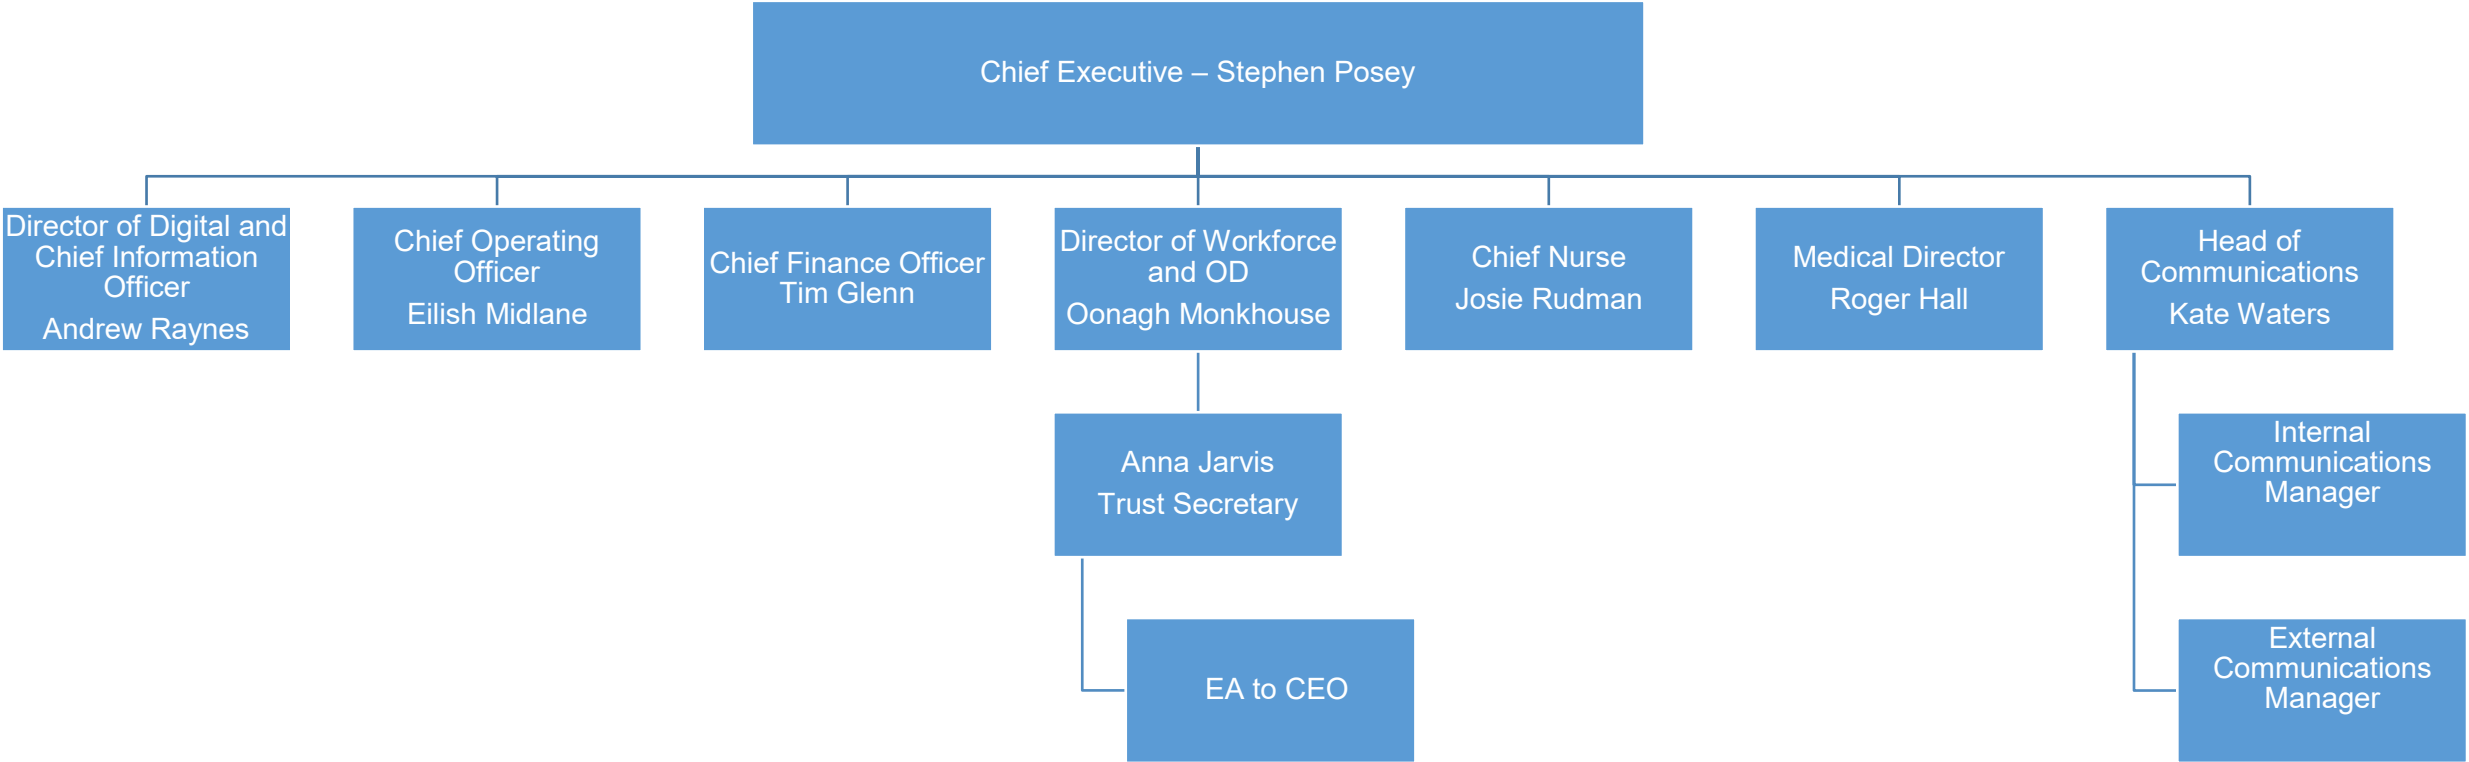 Chief Executive – Stephen Posey
Director of Digital and
Chief Information
Officer
Andrew Raynes
Chief Operating
Officer
Eilish Midlane
Chief Finance Officer
Tim Glenn
Director of Workforce
and OD
Oonagh Monkhouse
Chief Nurse
Josie Rudman
Medical Director
Roger Hall
Head of
Communications
Kate Waters
Anna Jarvis
Trust Secretary
Internal
Communications
Manager
EA to CEO
External
Communications
Manager